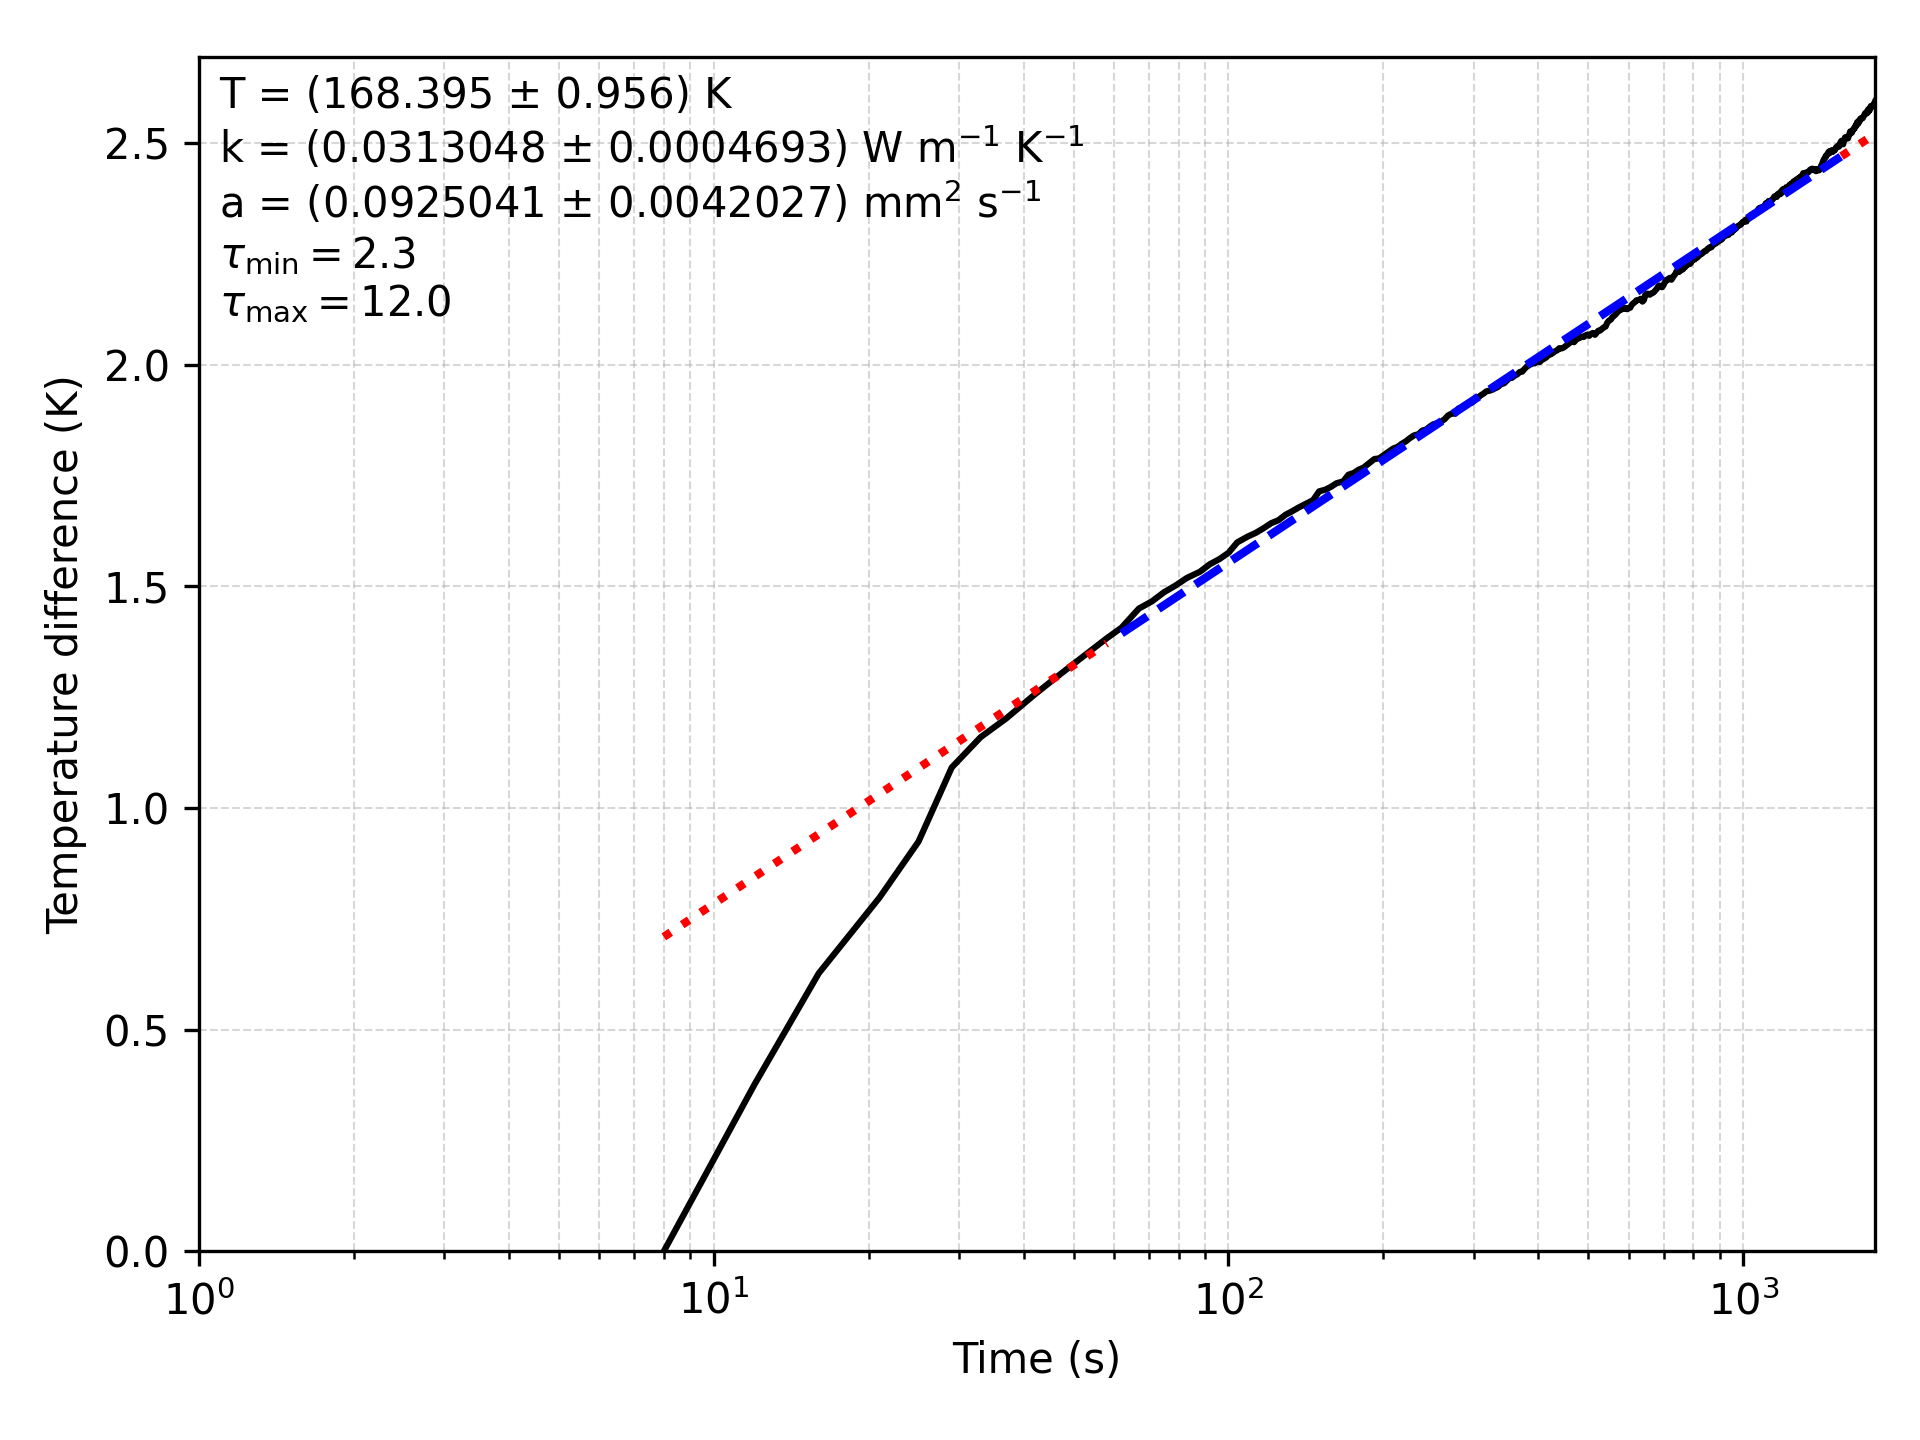 T = (168.395 ± 0.956) K
k = (0.0313048 ± 0.0004693) W m⁻¹ K⁻¹
a = (0.0925041 ± 0.0042027) mm² s⁻¹
τ_min = 2.3
τ_max = 12.0
Temperature difference (K)
2.5
2.0
1.5
1.0
0.5
0.0
10⁰ 10¹ 10² 10³
Time (s)